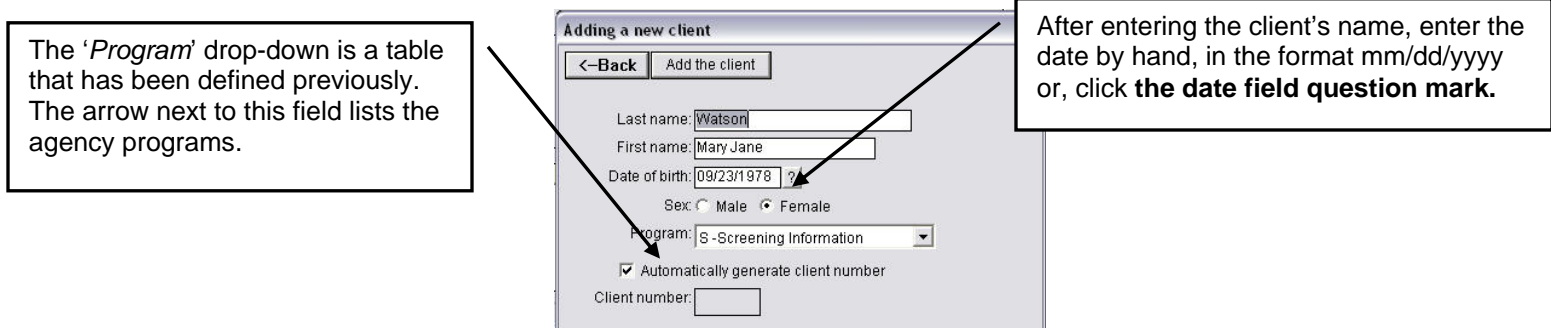 The ‘Program’ drop-down is a table
that has been defined previously.
The arrow next to this field lists the
agency programs.
Adding a new client
<–Back Add the client
Last name: Watson
First name: Mary Jane
Date of birth: 09/23/1978 ?
Sex: Male Female
Program: S -Screening Information
Automatically generate client number
Client number:
After entering the client’s name, enter the
date by hand, in the format mm/dd/yyyy
or, click the date field question mark.